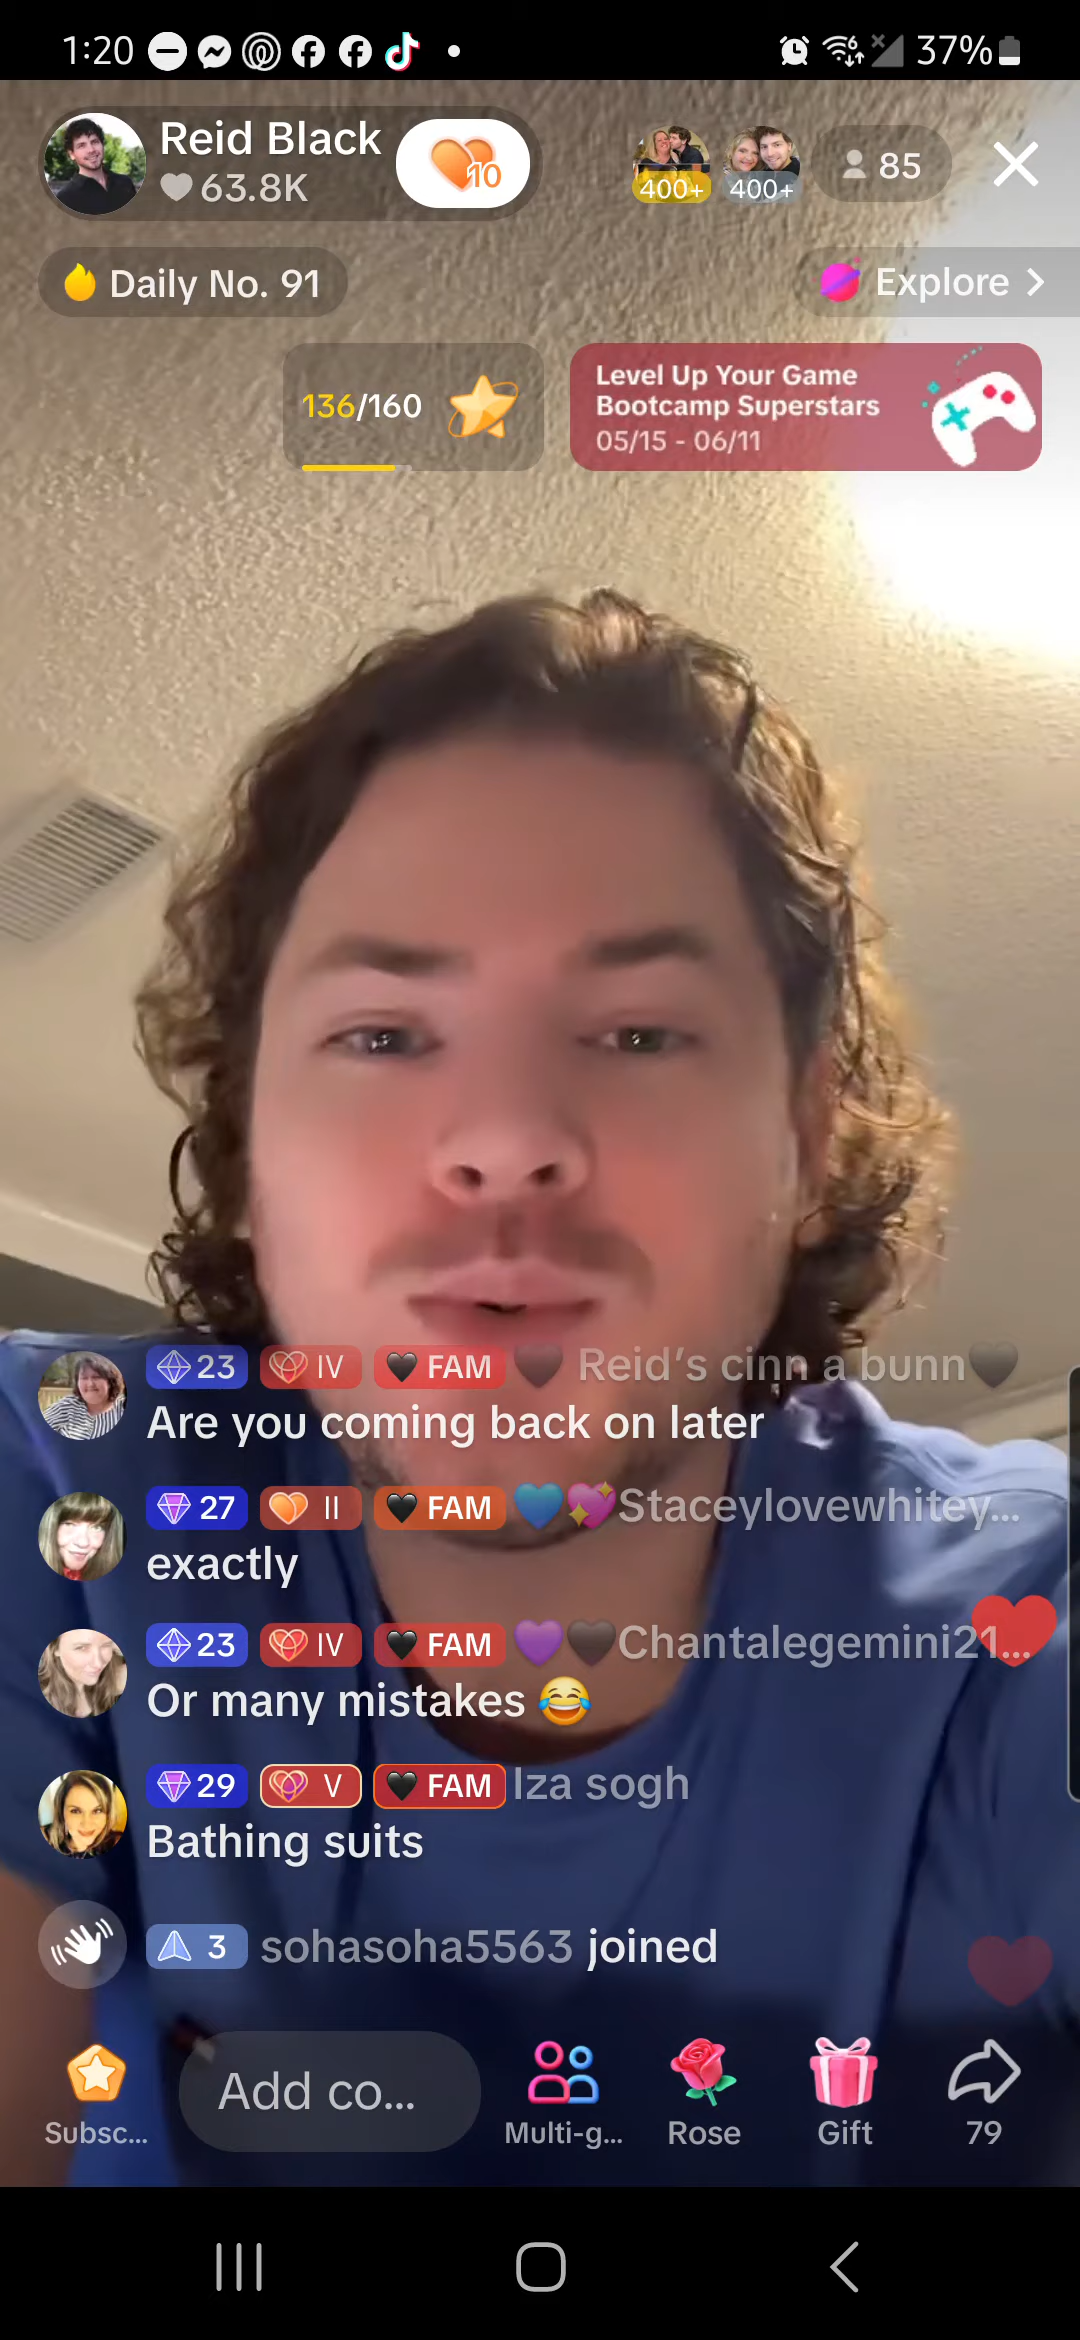 1:20
37%
Reid Black
63.8K
10
400+
400+
85
Daily No. 91
Explore
136/160
Level Up Your Game
Bootcamp Superstars
05/15 - 06/11
23 IV 🖤 FAM 🖤 Reid’s cinn a bunn🖤
Are you coming back on later
27 II 🖤 FAM 💙💖Staceylovewhitey...
exactly
23 IV 🖤 FAM 💜🖤Chantalegemini21...
Or many mistakes 😂
29 V 🖤 FAM Iza sogh
Bathing suits
3 sohasoha5563 joined
Add co...
Subsc...
Multi-g...
Rose
Gift
79